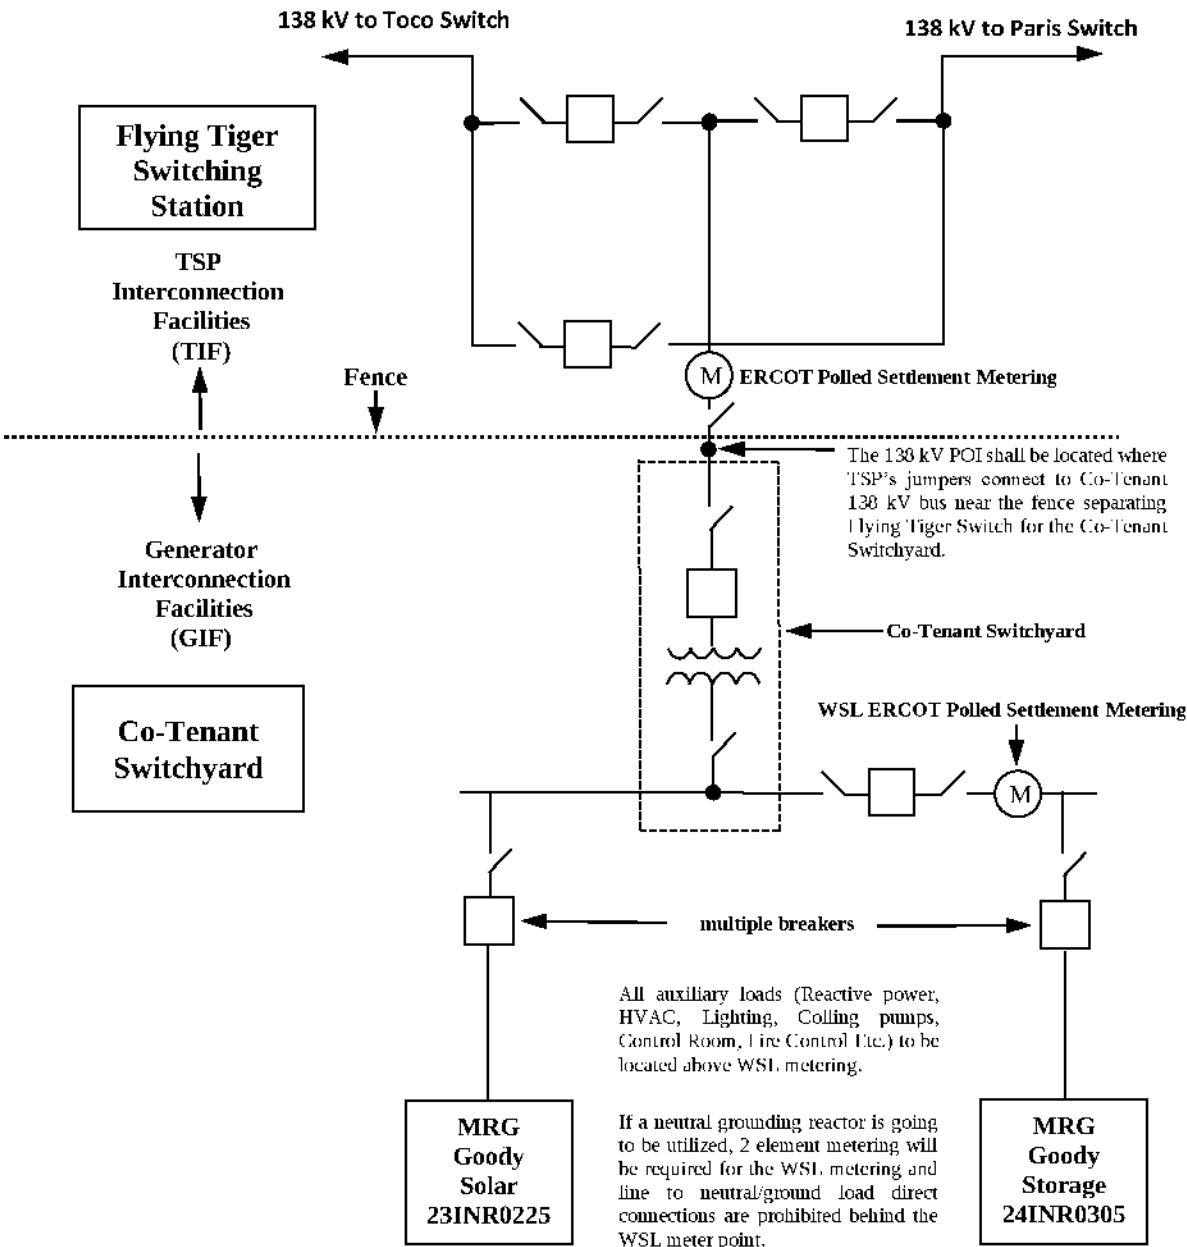 138 kV to Toco Switch
138 kV to Paris Switch
Flying Tiger
Switching
Station
TSP
Interconnection
Facilities
(TIF)
Fence
M
ERCOT Polled Settlement Metering
The 138 kV POI shall be located where
TSP's jumpers connect to Co-Tenant
138 kV bus near the fence separating
Flying Tiger Switch for the Co-Tenant
Switchyard.
Generator
Interconnection
Facilities
(GIF)
Co-Tenant Switchyard
Co-Tenant
Switchyard
WSL ERCOT Polled Settlement Metering
M
multiple breakers
All auxiliary loads (Reactive power,
HVAC, Lighting, Colling pumps,
Control Room, Fire Control Etc.) to be
located above WSL metering.
If a neutral grounding reactor is going
to be utilized, 2 element metering will
be required for the WSL metering and
line to neutral/ground load direct
connections are prohibited behind the
WSL meter point.
MRG
Goody
Solar
23INR0225
MRG
Goody
Storage
24INR0305